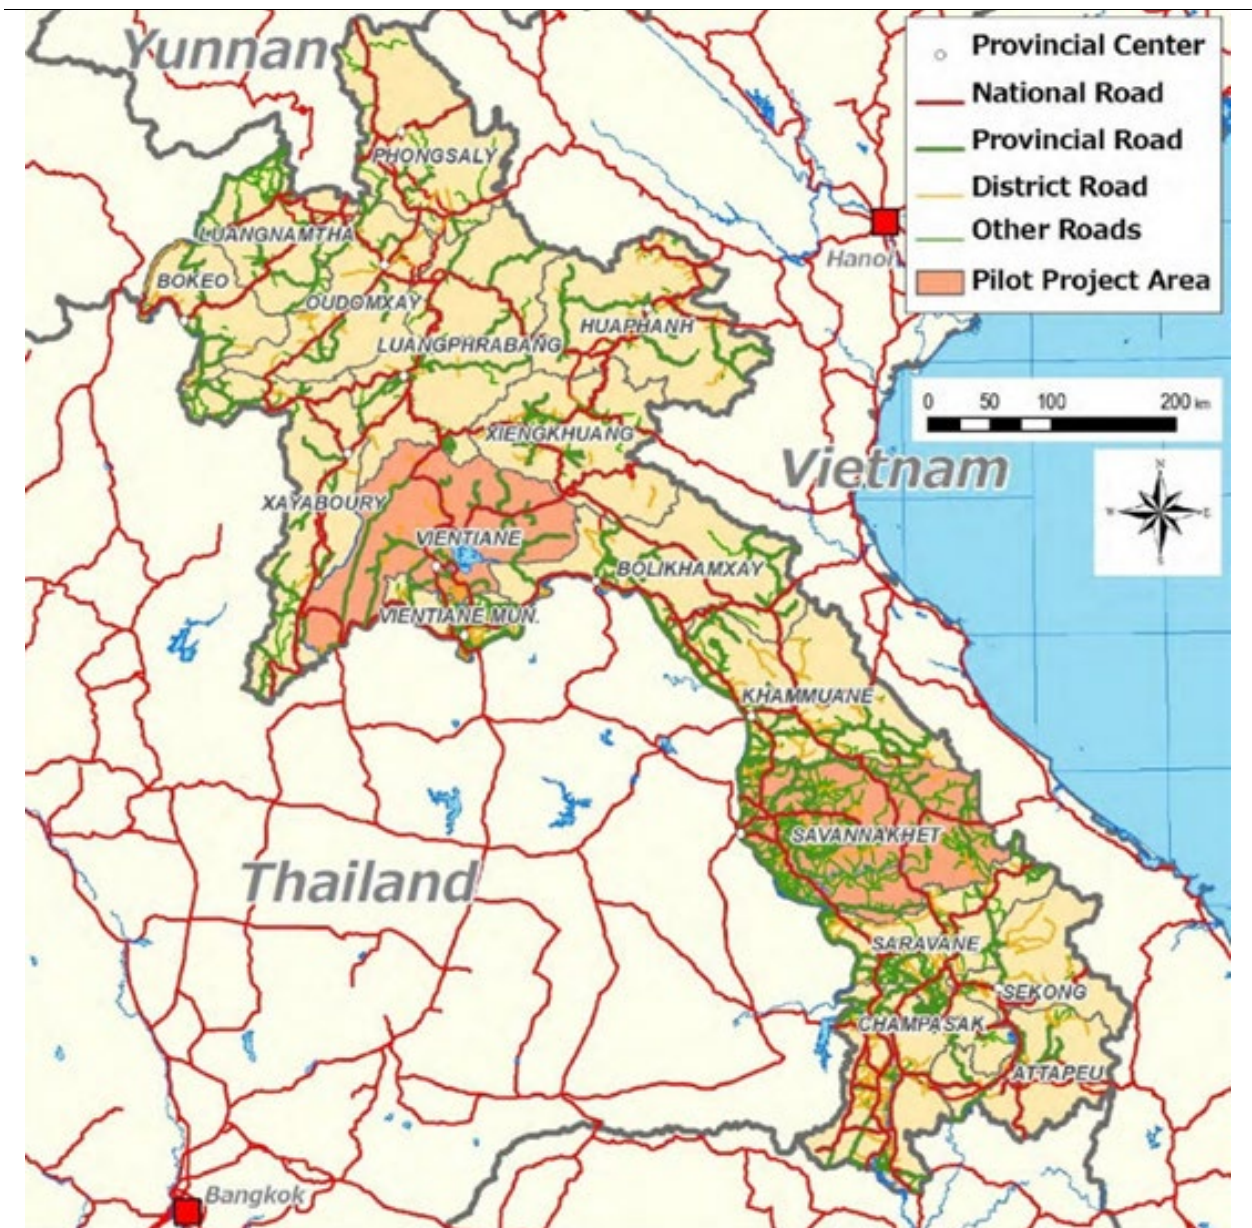 Yunnan
Provincial Center
National Road
Provincial Road
District Road
Other Roads
Pilot Project Area
PHONGSALY
LUANGNAMTHA
BOKEO
OUDOMXAY
Hanoi
HUAPHANH
LUANGPHRABANG
0 50 100 200 km
XIENGKHUANG
Vietnam
N
W E
S
XAYABOURY
VIENTIANE
BOLIKHAMXAY
VIENTIANE MUN.
KHAMMUANE
SAVANNAKHET
Thailand
SARAVANE
SEKONG
CHAMPASAK
ATTAPEU
Bangkok